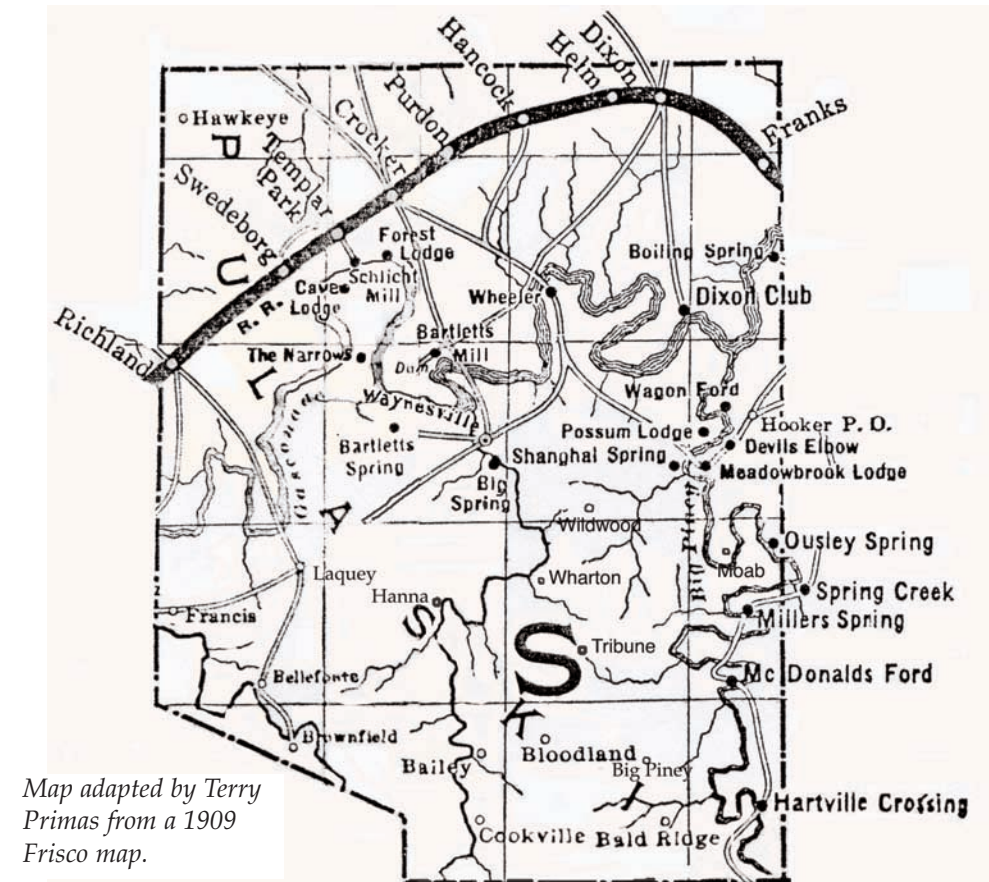 Hancock
Helm
Dixon
Purdon
Franks
Crocker
Hawkeye
Templar
Park
Swedeborg
Richland
R. R.
P
U
L
A
S
S
K
I
Forest
Lodge
Schlicht
Mill
Caves
Lodge
Boiling Spring
Wheeler
Dixon Club
Bartletts
Mill
Dam
The Narrows
Waynesville
Wagon Ford
Hooker P. O.
Possum Lodge
Devils Elbow
Bartletts
Spring
Shanghai Spring
Meadowbrook Lodge
Big
Spring
Gasconade
Wildwood
Big Piney
Ousley Spring
Moab
Laquey
Wharton
Spring Creek
Hanna
Francis
Millers Spring
Tribune
Bellefonte
Mc Donalds Ford
Brownfield
Bloodland
Bailey
Big Piney
Hartville Crossing
Cookville
Bald Ridge
Map adapted by Terry
Primas from a 1909
Frisco map.